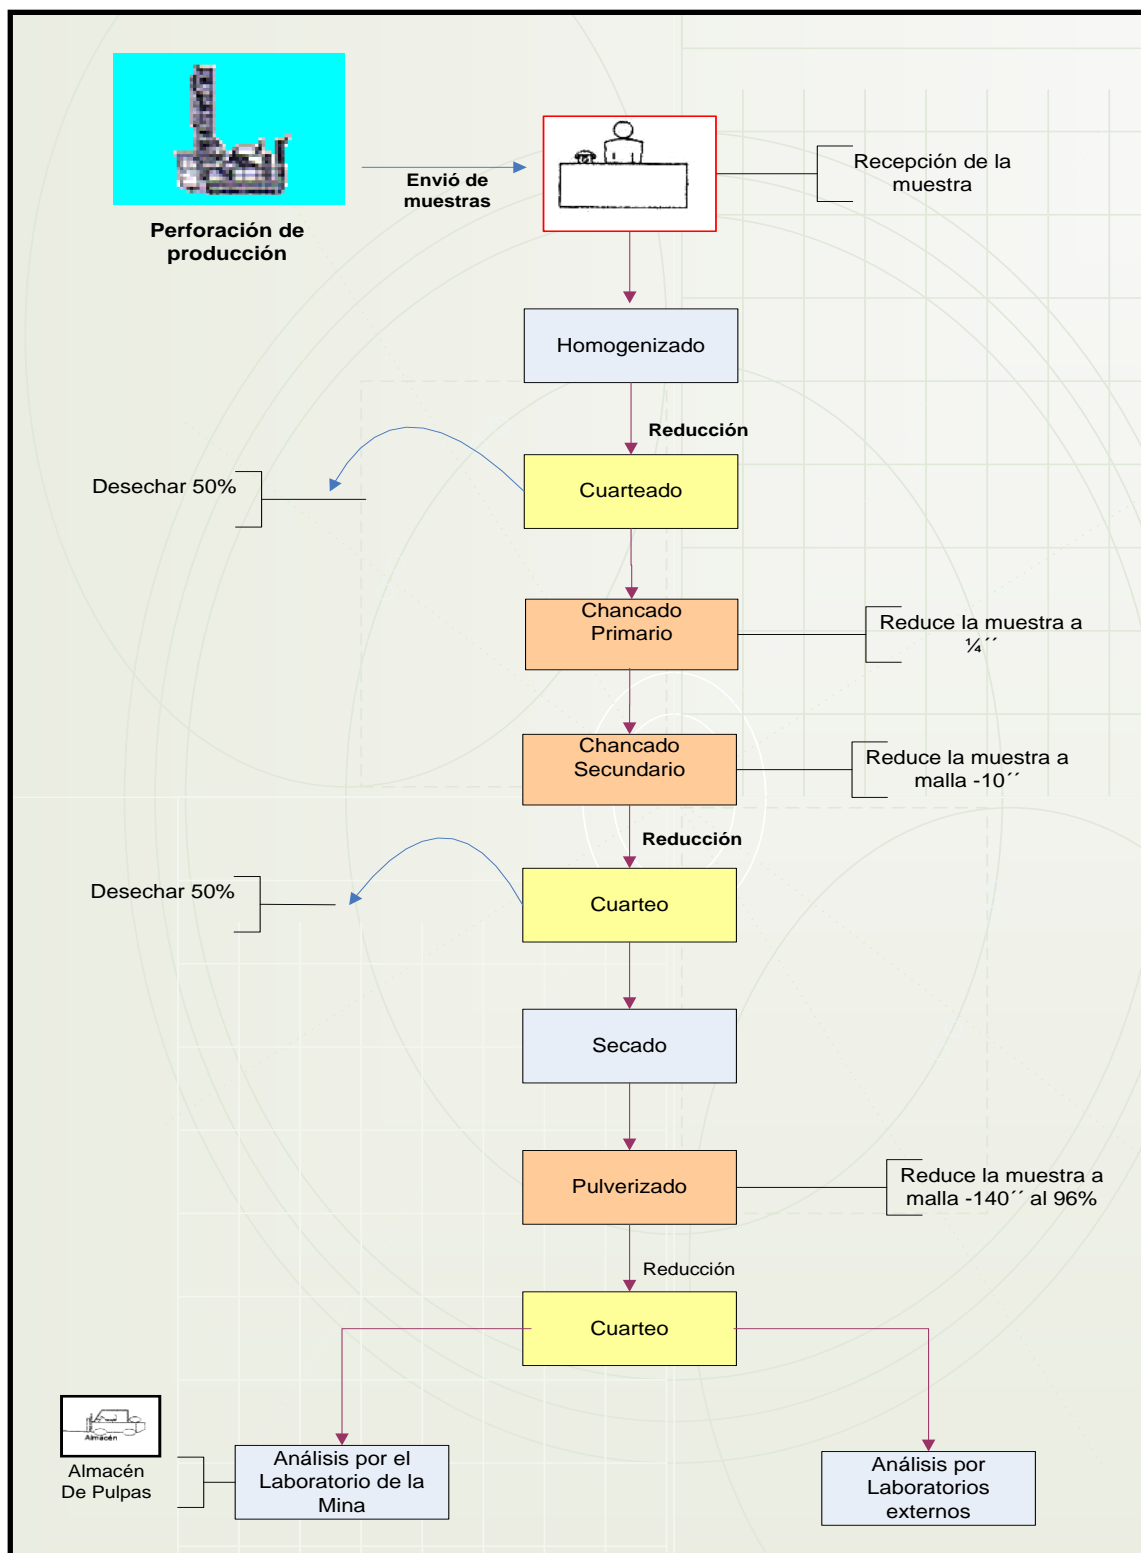 Perforación de
producción
Envió de
muestras
Recepción de la
muestra
Homogenizado
Reducción
Desechar 50%
Cuarteado
Chancado
Primario
Reduce la muestra a
¼´´
Chancado
Secundario
Reduce la muestra a
malla -10´´
Reducción
Desechar 50%
Cuarteo
Secado
Pulverizado
Reduce la muestra a
malla -140´´ al 96%
Reducción
Cuarteo
Almacén
Almacén
De Pulpas
Análisis por el
Laboratorio de la
Mina
Análisis por
Laboratorios
externos